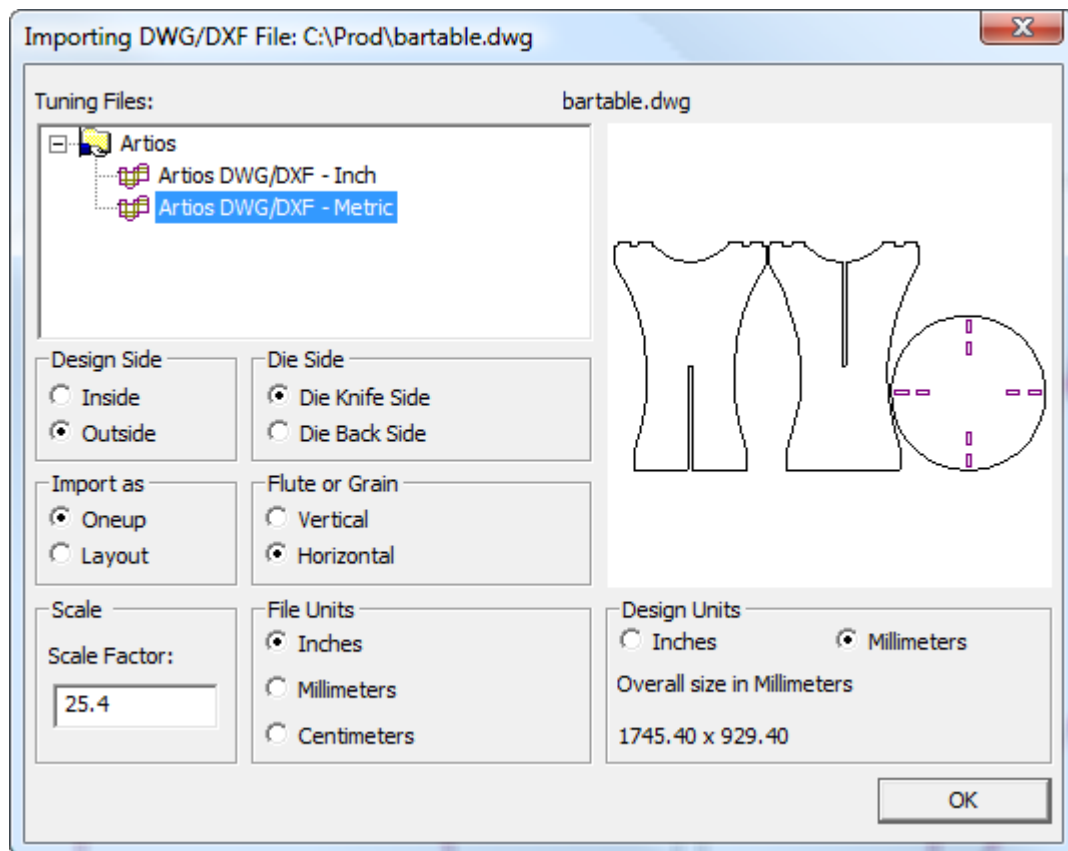 Importing DWG/DXF File: C:\Prod\bartable.dwg
Tuning Files:
bartable.dwg
Artios
Artios DWG/DXF - Inch
Artios DWG/DXF - Metric
Design Side
Inside
Outside
Die Side
Die Knife Side
Die Back Side
Import as
Oneup
Layout
Flute or Grain
Vertical
Horizontal
Scale
Scale Factor:
25.4
File Units
Inches
Millimeters
Centimeters
Design Units
Inches
Millimeters
Overall size in Millimeters
1745.40 x 929.40
OK